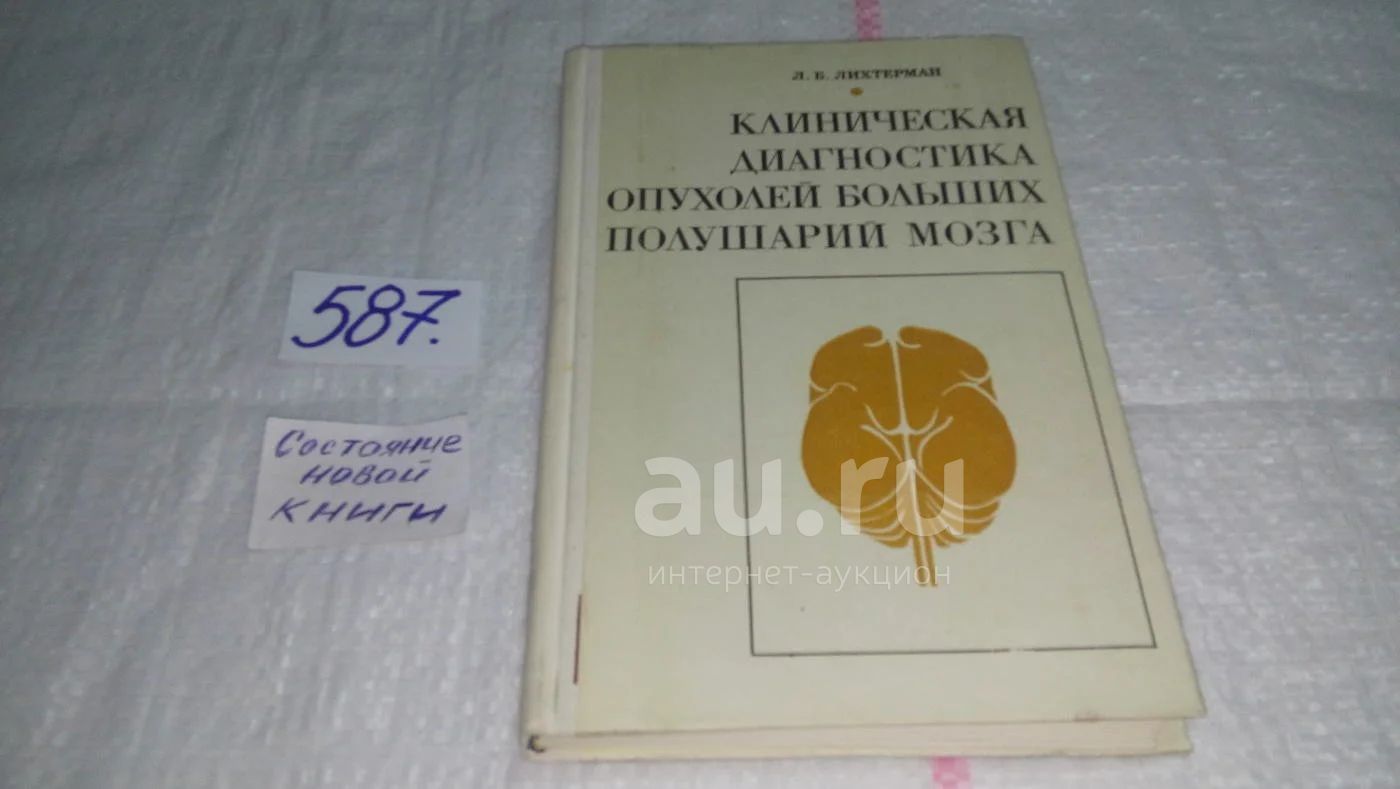 Л. Б. ЛИХТЕРМАН
КЛИНИЧЕСКАЯ
ДИАГНОСТИКА
ОПУХОЛЕЙ БОЛЬШИХ
ПОЛУШАРИЙ МОЗГА
587.
Состояние
новой
книги
au.ru
интернет-аукцион